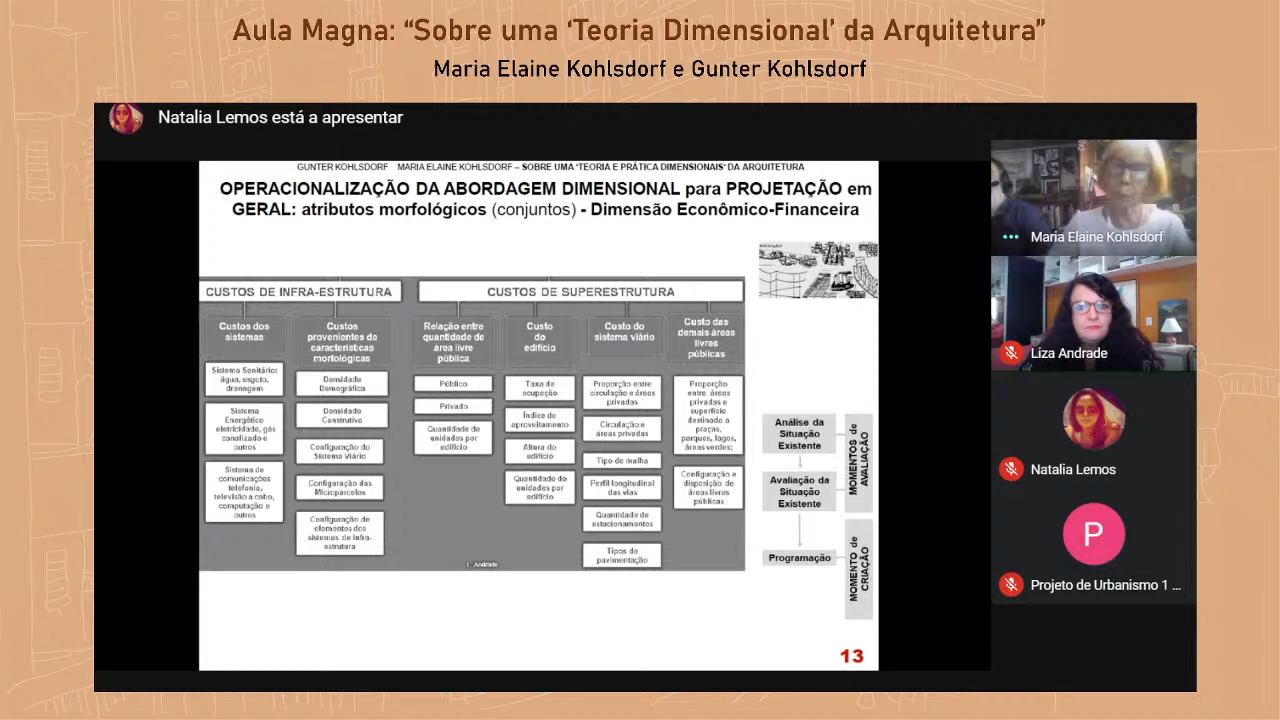 Aula Magna: “Sobre uma ‘Teoria Dimensional’ da Arquitetura”
Maria Elaine Kohlsdorf e Gunter Kohlsdorf
Natalia Lemos está a apresentar
GUNTER KOHLSDORF MARIA ELAINE KOHLSDORF – SOBRE UMA ‘TEORIA E PRÁTICA DIMENSIONAIS’ DA ARQUITETURA
OPERACIONALIZAÇÃO DA ABORDAGEM DIMENSIONAL para PROJETAÇÃO em
GERAL: atributos morfológicos (conjuntos) - Dimensão Econômico-Financeira
CUSTOS DE INFRA-ESTRUTURA
Custos dos
sistemas
Sistema Sanitário:
água, esgoto,
drenagem
Sistema
Energético
eletricidade, gás
canalizado e
outros
Sistema de
comunicações
telefonia,
televisão a cabo,
computação e
outros
Custos
provenientes de
características
morfológicas
Densidade
Demográfica
Densidade
Construtiva
Configuração do
Sistema Viário
Configuração das
Microparcelas
Configuração de
elementos dos
sistemas de Infra-
estrutura
CUSTOS DE SUPERESTRUTURA
Relação entre
quantidade de
área livre
pública
Público
Privado
Quantidade de
unidades por
edifício
Custo
do
edifício
Taxa de
ocupação
Índice de
aproveitamento
Altura do
edifício
Quantidade de
unidades por
edifício
Custo do
sistema viário
Proporção entre
circulação e áreas
privadas
Circulação e
áreas privadas
Tipo de malha
Perfil longitudinal
das vias
Quantidade de
estacionamentos
Tipos de
pavimentação
Custo das
demais áreas
livres
públicas
Proporção
entre áreas
privadas e
superfície
destinada a
praças,
parques, lagos,
áreas verdes;
Configuração e
disposição de
áreas livres
públicas
L. Andrade
Análise da
Situação
Existente
Avaliação da
Situação
Existente
Programação
MOMENTOS de
AVALIAÇÃO
MOMENTO de
CRIAÇÃO
13
Maria Elaine Kohlsdorf
Liza Andrade
Natalia Lemos
P
Projeto de Urbanismo 1 ...